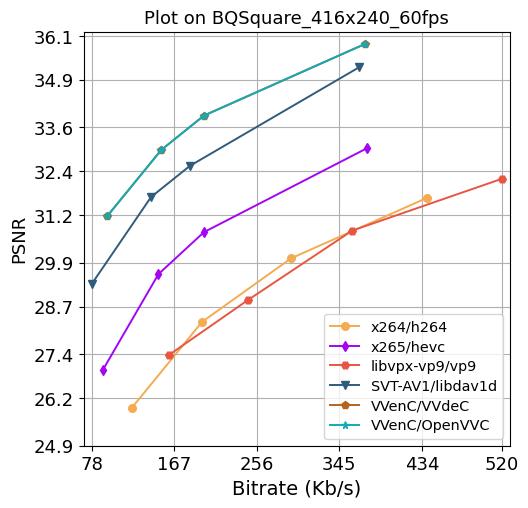 Plot on BQSquare_416x240_60fps
36.1
34.9
33.6
32.4
31.2
29.9
28.7
27.4
26.2
24.9
PSNR
x264/h264
x265/hevc
libvpx-vp9/vp9
SVT-AV1/libdav1d
VVenC/VVdeC
VVenC/OpenVVC
78 167 256 345 434 520
Bitrate (Kb/s)